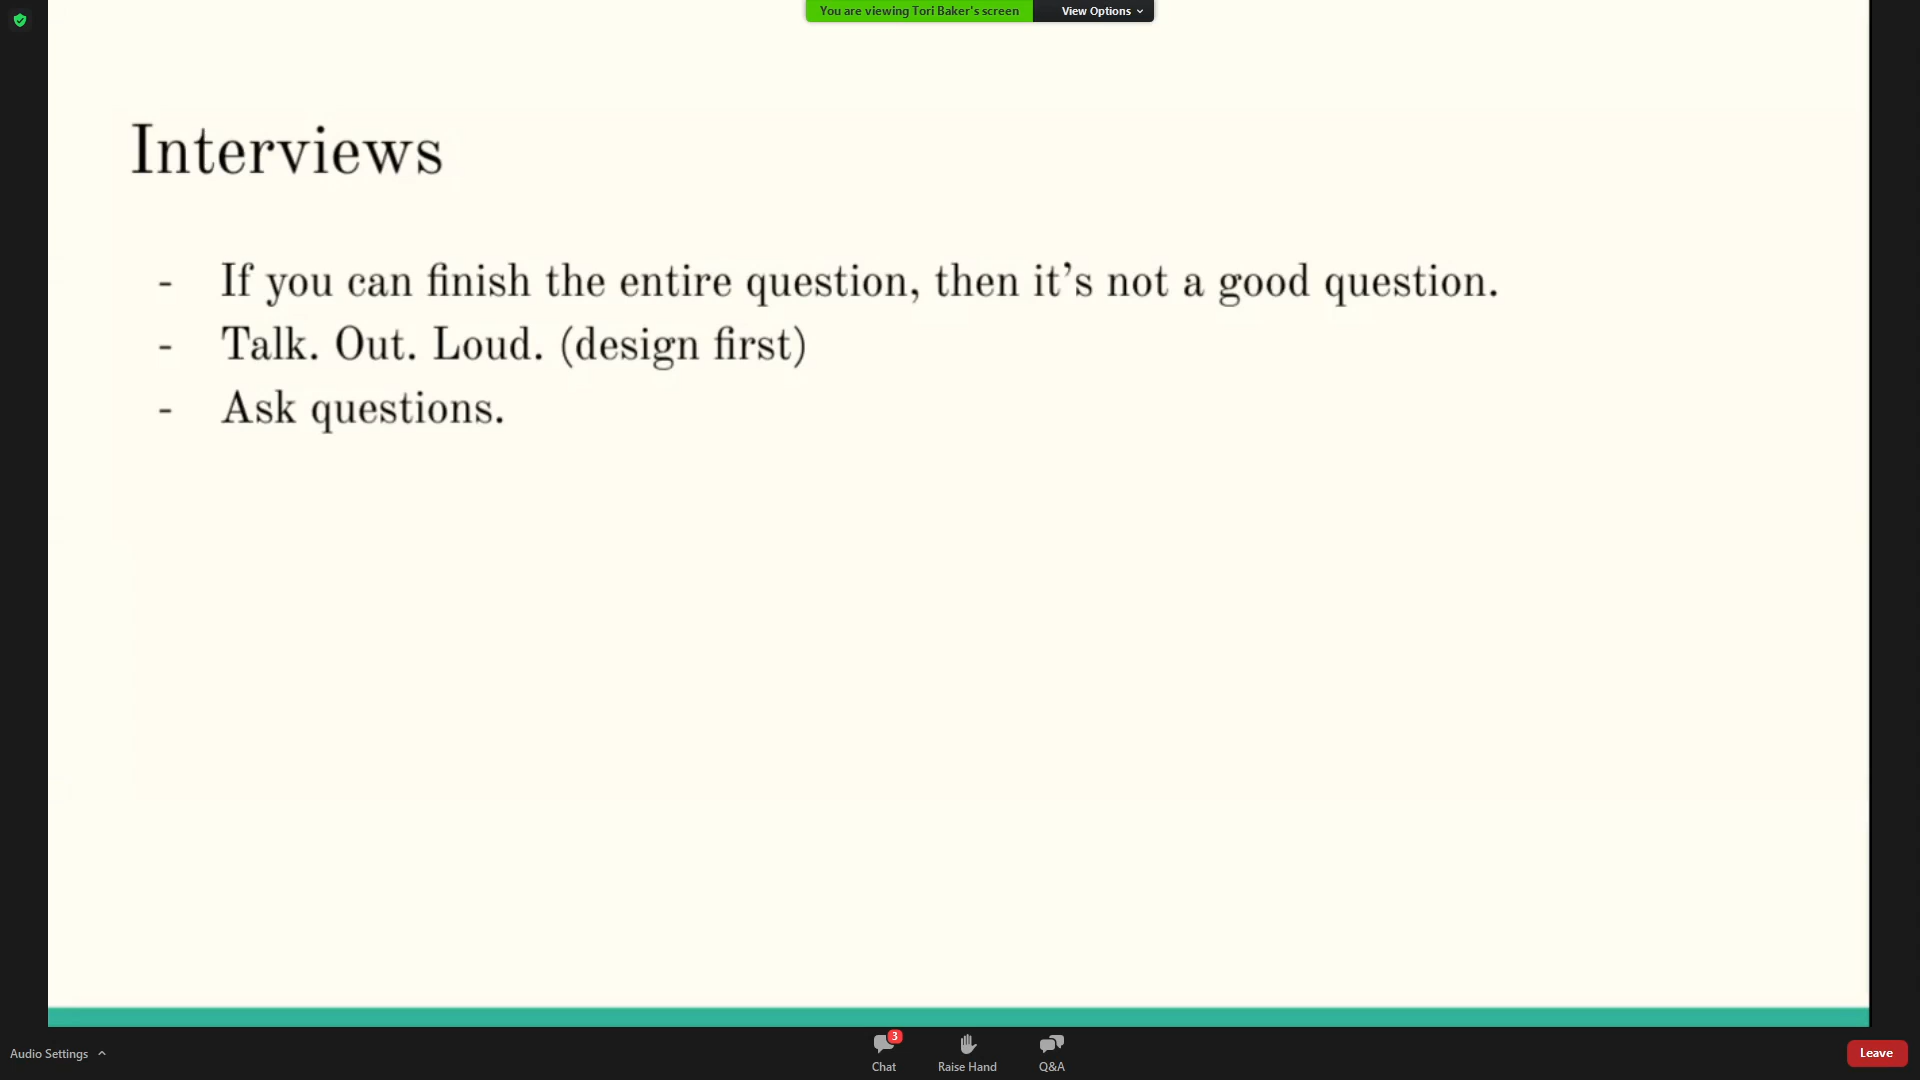 You are viewing Tori Baker's screen
View Options
Interviews
- If you can finish the entire question, then it’s not a good question.
- Talk. Out. Loud. (design first)
- Ask questions.
Audio Settings
3
Chat
Raise Hand
Q&A
Leave